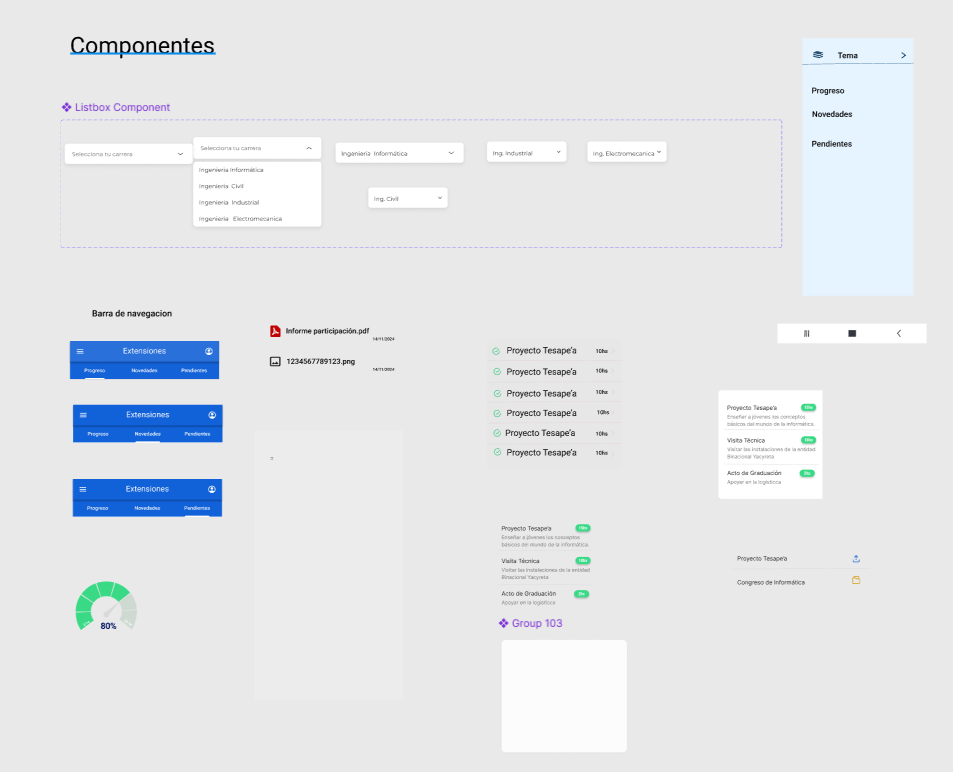 Componentes
Tema
Progreso
Novedades
Pendientes
Listbox Component
Selecciona tu carrera
Selecciona tu carrera
Ingenieria Informática
Ingenieria Civil
Ingenieria Industrial
Ingenieria Electromecanica
Ingenieria Informática
Ing. Industrial
Ing. Electromecanica
Ing. Civil
Barra de navegacion
Extensiones
Progreso Novedades Pendientes
Extensiones
Progreso Novedades Pendientes
Extensiones
Progreso Novedades Pendientes
80%
Informe participación.pdf
14/11/2024
1234567789123.png
14/11/2024
Proyecto Tesape'a 10hs
Proyecto Tesape'a 10hs
Proyecto Tesape'a 10hs
Proyecto Tesape'a 10hs
Proyecto Tesape'a 10hs
Proyecto Tesape'a 10hs
Proyecto Tesape'a 10hs
Enseñar a jóvenes los conceptos
básicos del mundo de la informática.
Visita Técnica 10hs
Visitar las instalaciones de la entidad
Binacional Yacyreta
Acto de Graduación
Apoyar en la logísticca
Group 103
Proyecto Tesape'a 10hs
Enseñar a jóvenes los conceptos
básicos del mundo de la informática.
Visita Técnica 10hs
Visitar las instalaciones de la entidad
Binacional Yacyreta
Acto de Graduación
Apoyar en la logísticca
Proyecto Tesape'a
Congreso de Informática